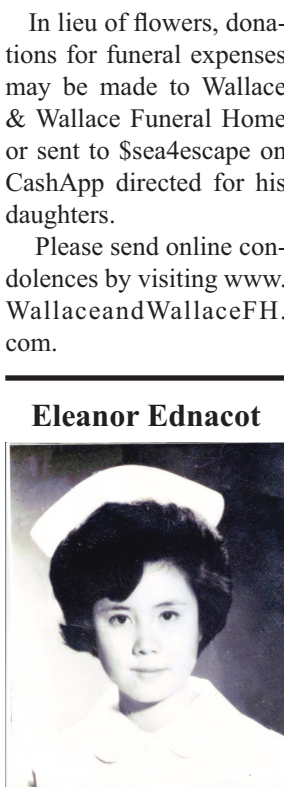 In lieu of flowers, dona-
tions for funeral expenses
may be made to Wallace
& Wallace Funeral Home
or sent to $sea4escape on
CashApp directed for his
daughters.
Please send online con-
dolences by visiting www.
WallaceandWallaceFH.
com.
Eleanor Ednacot